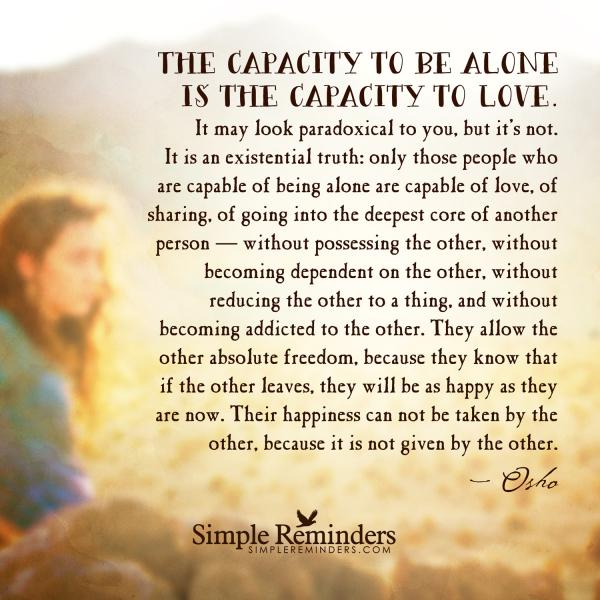 THE CAPACITY TO BE ALONE
IS THE CAPACITY TO LOVE.
It may look paradoxical to you, but it's not.
It is an existential truth: only those people who
are capable of being alone are capable of love, of
sharing, of going into the deepest core of another
person — without possessing the other, without
becoming dependent on the other, without
reducing the other to a thing, and without
becoming addicted to the other. They allow the
other absolute freedom, because they know that
if the other leaves, they will be as happy as they
are now. Their happiness can not be taken by the
other, because it is not given by the other.
— Osho
Simple Reminders
SIMPLEREMINDERS.COM